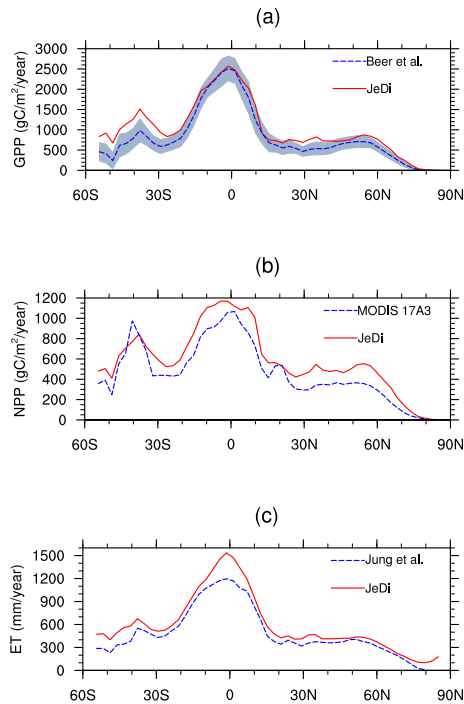 (a)
GPP (gC/m²/year)
3000
2500
2000
1500
1000
500
0
Beer et al.
JeDi
60S 30S 0 30N 60N 90N
(b)
NPP (gC/m²/year)
1200
1000
800
600
400
200
0
MODIS 17A3
JeDi
60S 30S 0 30N 60N 90N
(c)
ET (mm/year)
1500
1200
900
600
300
0
Jung et al.
JeDi
60S 30S 0 30N 60N 90N